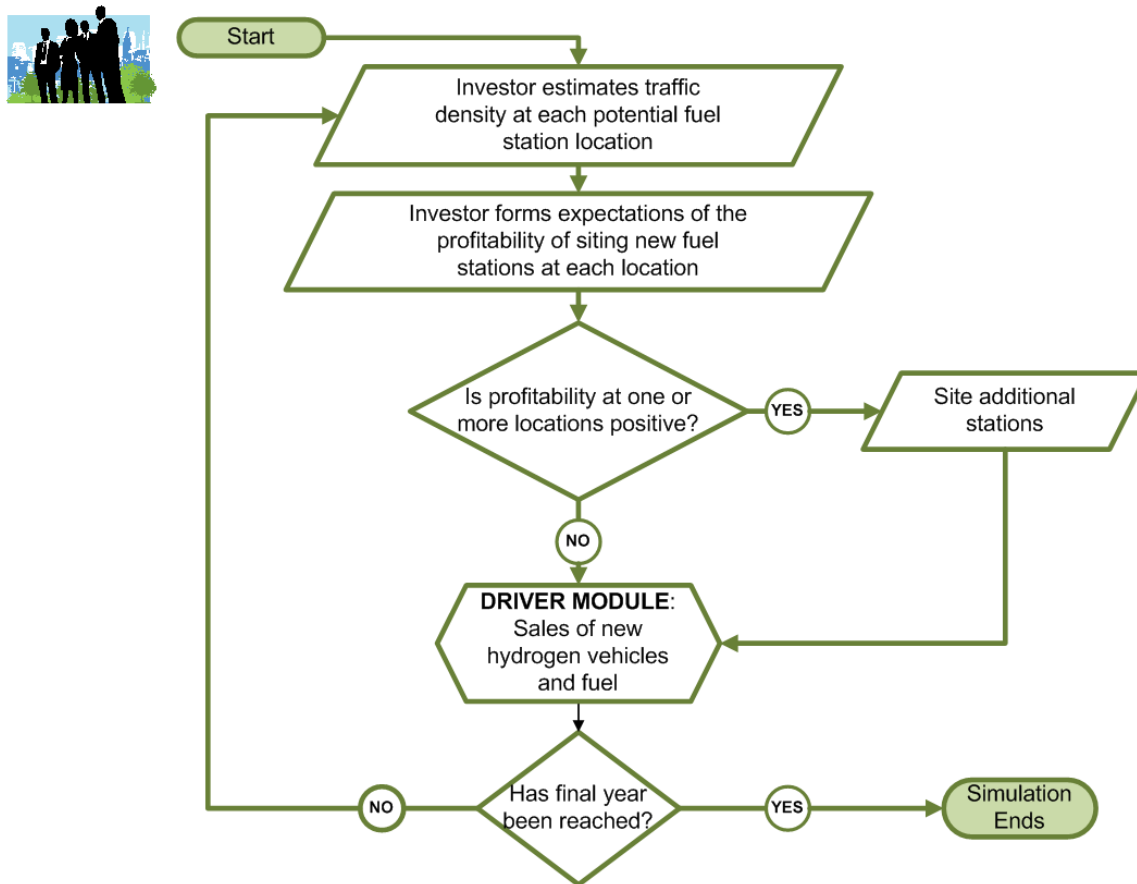 Start
Investor estimates traffic
density at each potential fuel
station location
Investor forms expectations of the
profitability of siting new fuel
stations at each location
Is profitability at one or
more locations positive?
YES
Site additional
stations
NO
DRIVER MODULE:
Sales of new
hydrogen vehicles
and fuel
Has final year
been reached?
NO
YES
Simulation
Ends